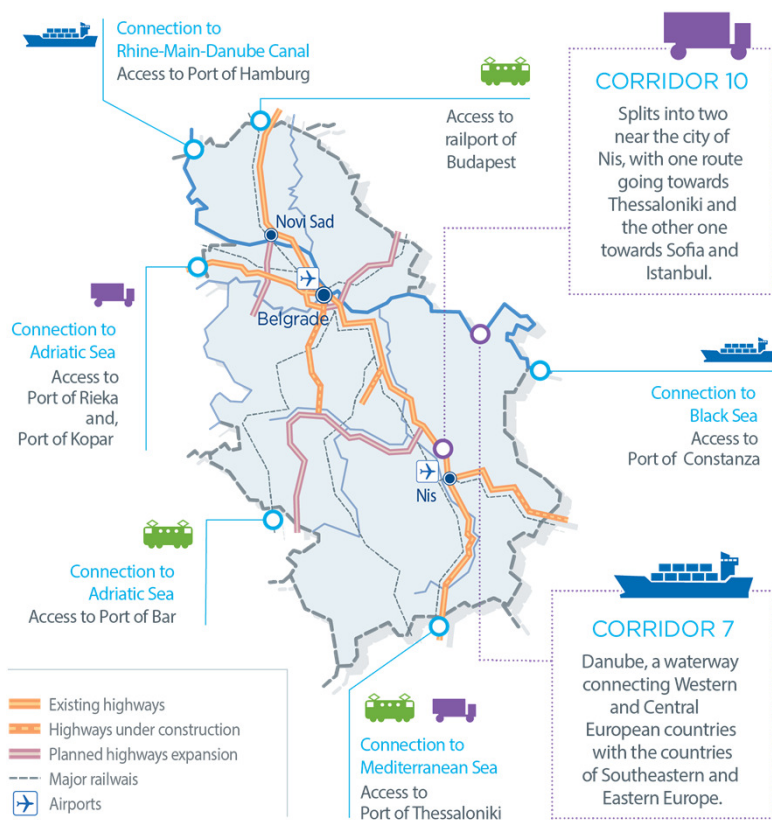 Connection to
Rhine-Main-Danube Canal
Access to Port of Hamburg
Access to
railport of
Budapest
CORRIDOR 10
Splits into two
near the city of
Nis, with one route
going towards
Thessaloniki and
the other one
towards Sofia and
Istanbul.
Novi Sad
Belgrade
Connection to
Adriatic Sea
Access to
Port of Rieka
and,
Port of Kopar
Connection to
Black Sea
Access to
Port of Constanza
Nis
Connection to
Adriatic Sea
Access to Port of Bar
CORRIDOR 7
Danube, a waterway
connecting Western
and Central
European countries
with the countries
of Southeastern and
Eastern Europe.
Existing highways
Highways under construction
Planned highways expansion
Major railwais
Airports
Connection to
Mediterranean Sea
Access to
Port of Thessaloniki